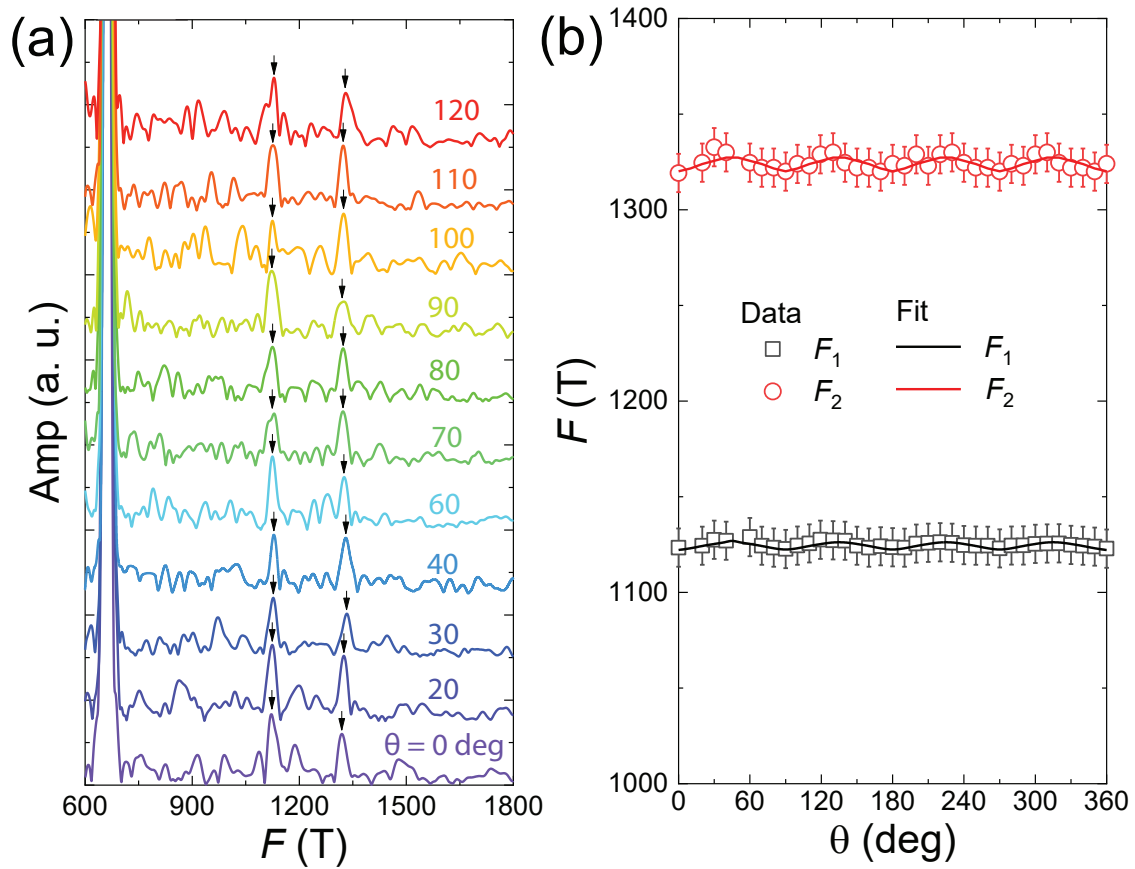 (a)
120
110
100
90
80
70
60
40
30
20
θ = 0 deg
Amp (a. u.)
600 900 1200 1500 1800
F (T)
(b)
1400
1300
1200
1100
1000
F (T)
Data Fit
F1 F1
F2 F2
0 60 120 180 240 300 360
θ (deg)